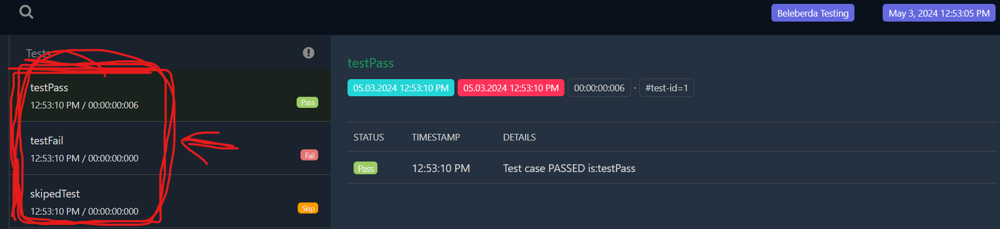 Beleberda Testing
May 3, 2024 12:53:05 PM
Tests
testPass
12:53:10 PM / 00:00:00:006
Pass
testFail
12:53:10 PM / 00:00:00:000
Fail
skipedTest
12:53:10 PM / 00:00:00:000
Skip
testPass
05.03.2024 12:53:10 PM
05.03.2024 12:53:10 PM
00:00:00:006
· #test-id=1
STATUS TIMESTAMP DETAILS
Pass 12:53:10 PM Test case PASSED is:testPass